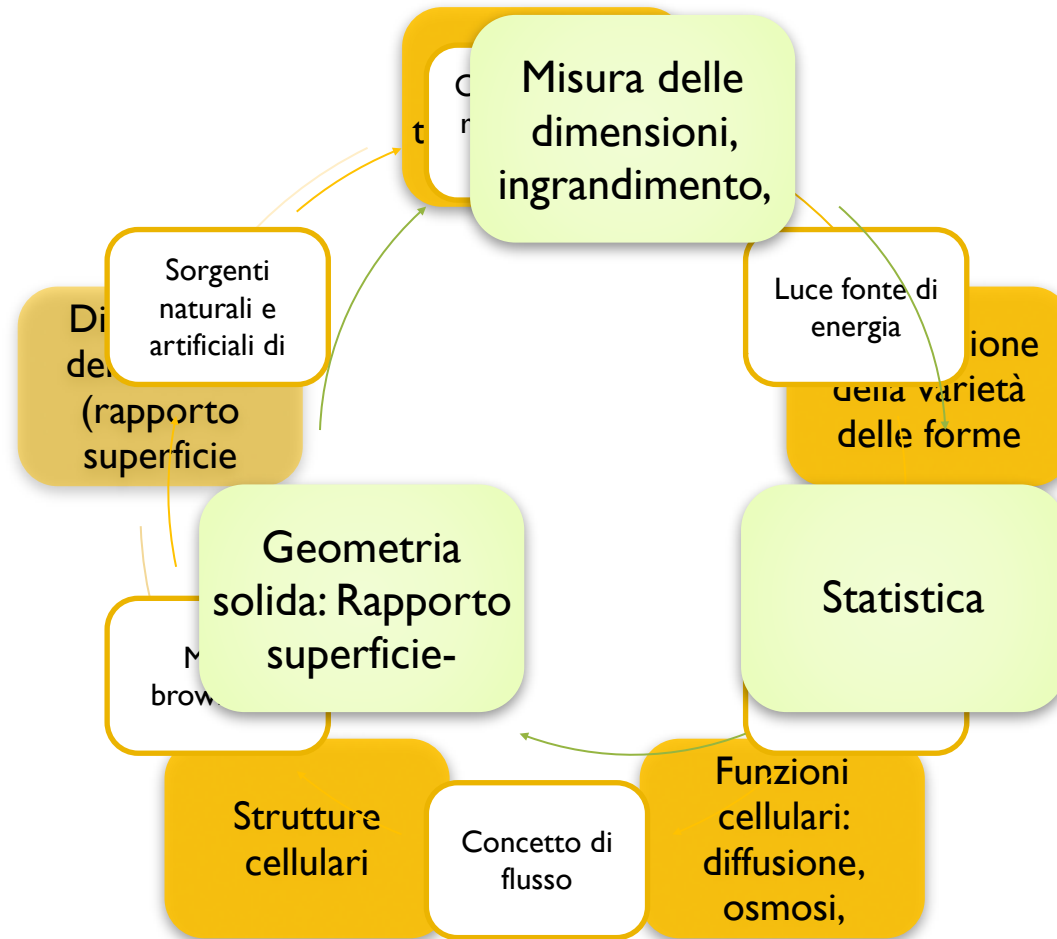 Misura delle
dimensioni,
ingrandimento,
Sorgenti
naturali e
artificiali di
Luce fonte di
energia
(rapporto
superficie
della varietà
delle forme
Geometria
solida: Rapporto
superficie-
Statistica
Strutture
cellulari
Concetto di
flusso
Funzioni
cellulari:
diffusione,
osmosi,